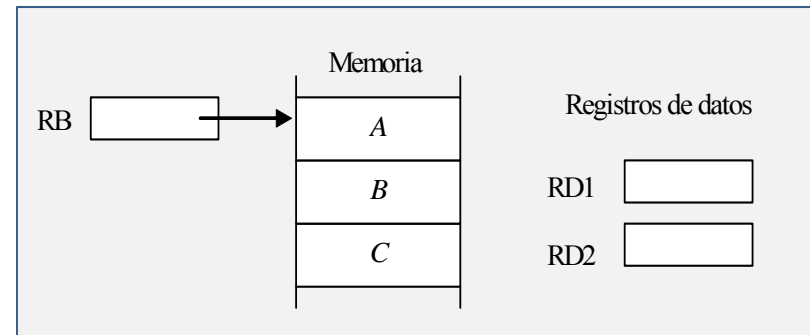 Memoria
RB
A
Registros de datos
B
RD1
C
RD2